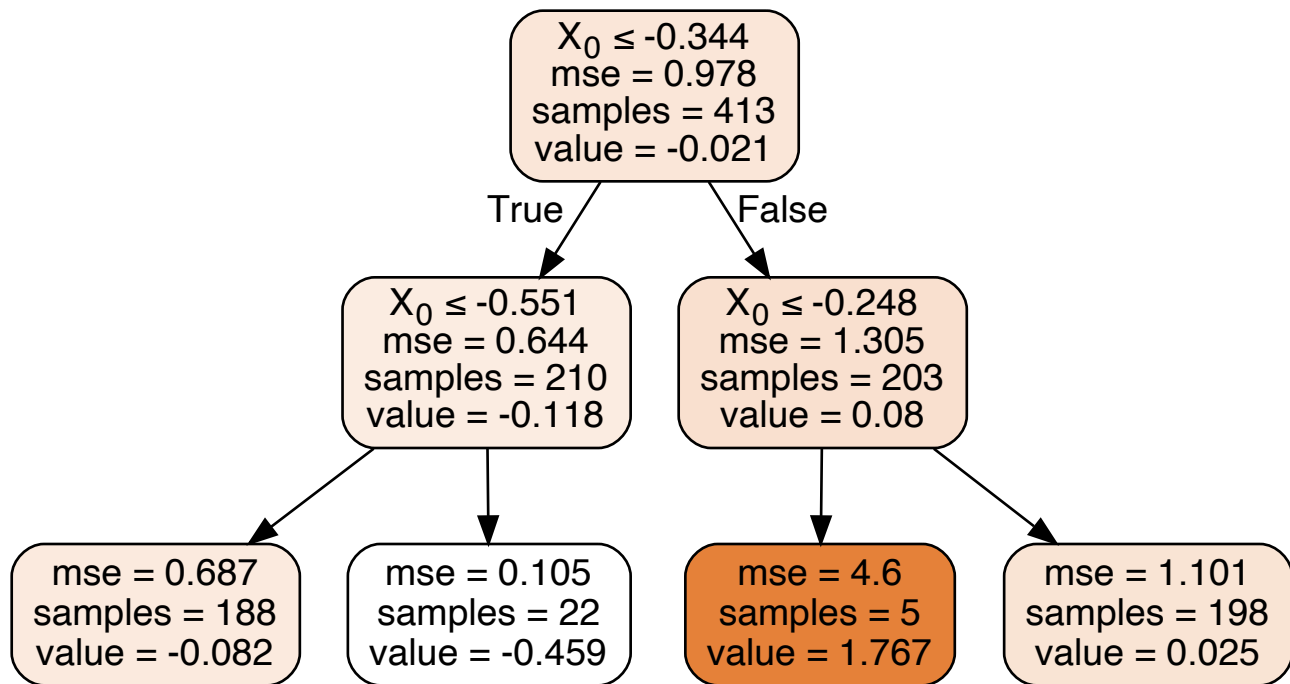 X₀ ≤ -0.344
mse = 0.978
samples = 413
value = -0.021
True
False
X₀ ≤ -0.551
mse = 0.644
samples = 210
value = -0.118
X₀ ≤ -0.248
mse = 1.305
samples = 203
value = 0.08
mse = 0.687
samples = 188
value = -0.082
mse = 0.105
samples = 22
value = -0.459
mse = 4.6
samples = 5
value = 1.767
mse = 1.101
samples = 198
value = 0.025